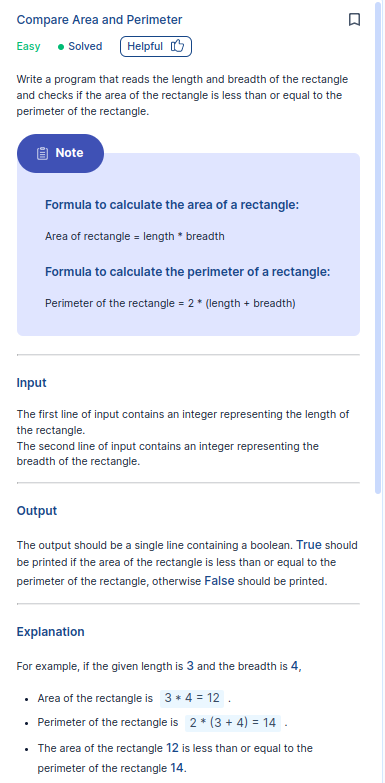 Compare Area and Perimeter
Easy Solved Helpful
Write a program that reads the length and breadth of the rectangle
and checks if the area of the rectangle is less than or equal to the
perimeter of the rectangle.
Note
Formula to calculate the area of a rectangle:
Area of rectangle = length * breadth
Formula to calculate the perimeter of a rectangle:
Perimeter of the rectangle = 2 * (length + breadth)
Input
The first line of input contains an integer representing the length of
the rectangle.
The second line of input contains an integer representing the
breadth of the rectangle.
Output
The output should be a single line containing a boolean. True should
be printed if the area of the rectangle is less than or equal to the
perimeter of the rectangle, otherwise False should be printed.
Explanation
For example, if the given length is 3 and the breadth is 4,
• Area of the rectangle is 3 * 4 = 12 .
• Perimeter of the rectangle is 2 * (3 + 4) = 14 .
• The area of the rectangle 12 is less than or equal to the
perimeter of the rectangle 14.